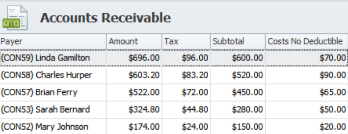 Accounts Receivable
Payer Amount Tax Subtotal Costs No Deductible
(CON59) Linda Gamilton $696.00 $96.00 $600.00 $70.00
(CON58) Charles Hurper $603.20 $83.20 $520.00 $90.00
(CON57) Brian Ferry $522.00 $72.00 $450.00 $65.00
(CON53) Sarah Bernard $324.80 $44.80 $280.00 $50.00
(CON52) Mary Johnson $174.00 $24.00 $150.00 $20.00